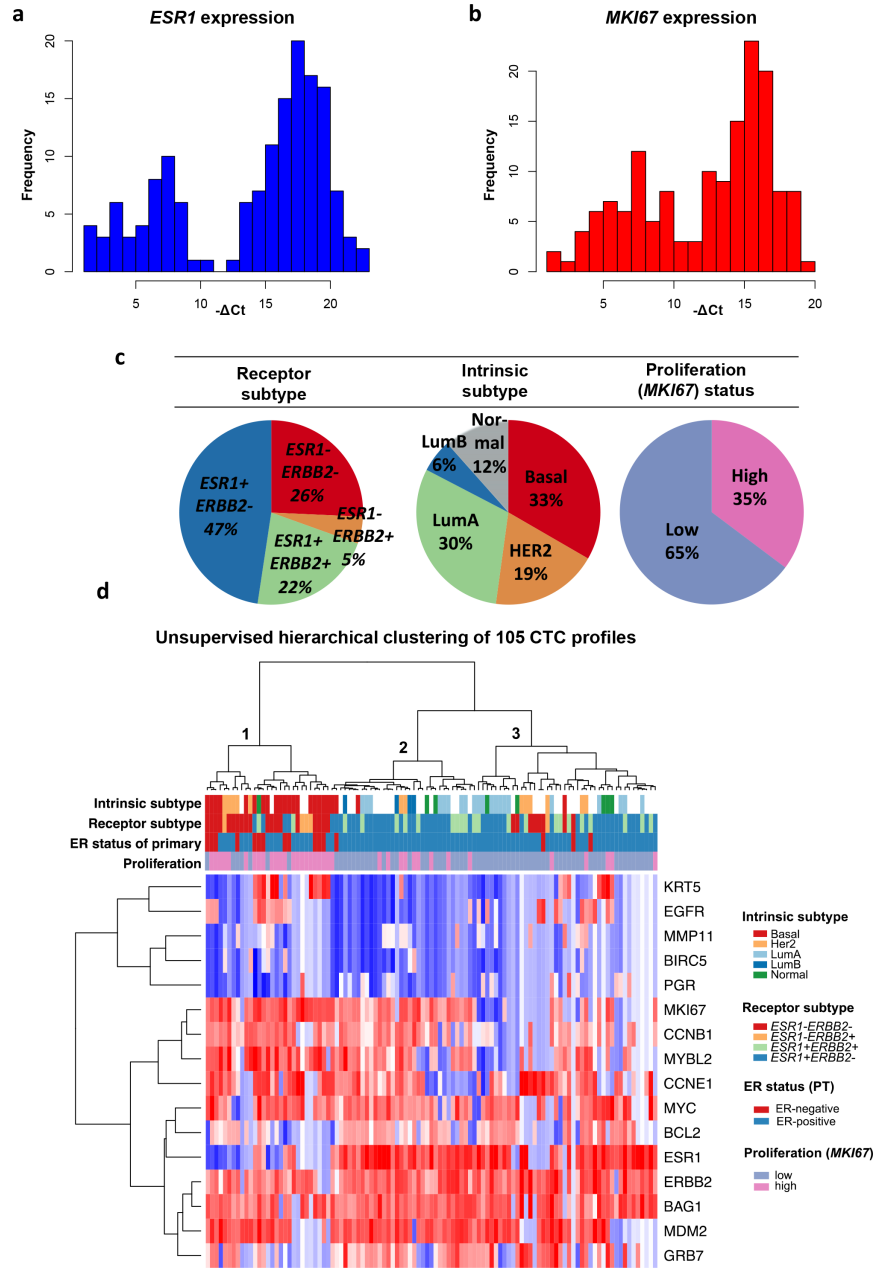 a
ESR1 expression
Frequency
0
5
10
15
20
5
10
15
20
-ΔCt
b
MKI67 expression
Frequency
0
5
10
15
20
5
10
15
20
-ΔCt
c
Receptor
subtype
Intrinsic
subtype
Proliferation
(MKI67) status
ESR1-
ERBB2-
26%
ESR1-
ERBB2+
5%
ESR1+
ERBB2+
22%
ESR1+
ERBB2-
47%
Nor-
mal
12%
LumB
6%
Basal
33%
LumA
30%
HER2
19%
High
35%
Low
65%
d
Unsupervised hierarchical clustering of 105 CTC profiles
1
2
3
Intrinsic subtype
Receptor subtype
ER status of primary
Proliferation
KRT5
EGFR
MMP11
BIRC5
PGR
MKI67
CCNB1
MYBL2
CCNE1
MYC
BCL2
ESR1
ERBB2
BAG1
MDM2
GRB7
Intrinsic subtype
Basal
Her2
LumA
LumB
Normal
Receptor subtype
ESR1-ERBB2-
ESR1-ERBB2+
ESR1+ERBB2+
ESR1+ERBB2-
ER status (PT)
ER-negative
ER-positive
Proliferation (MKI67)
low
high